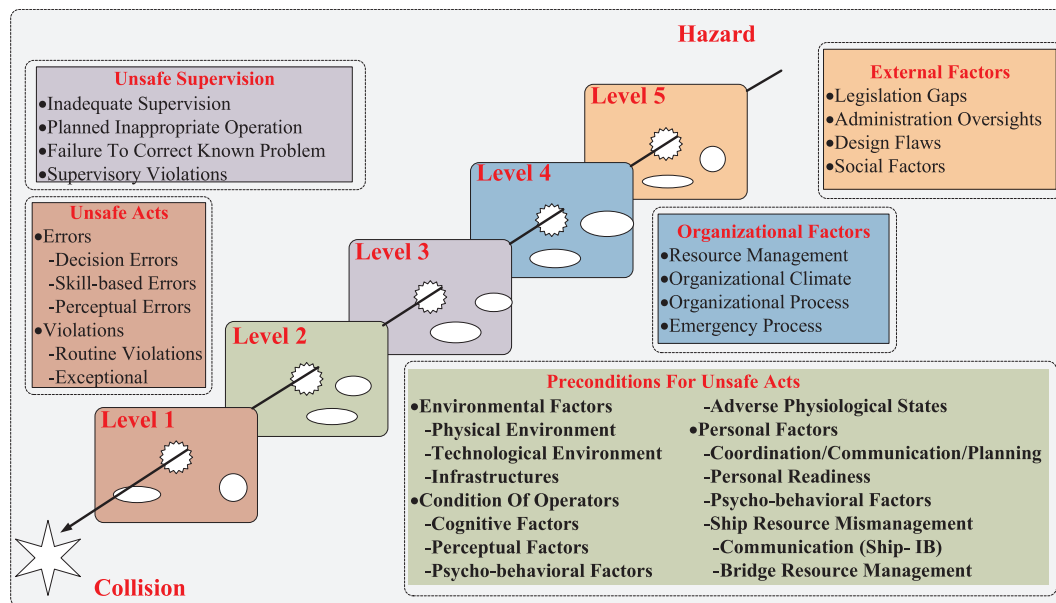 Hazard
Unsafe Supervision
●Inadequate Supervision
●Planned Inappropriate Operation
●Failure To Correct Known Problem
●Supervisory Violations
Level 5
External Factors
●Legislation Gaps
●Administration Oversights
●Design Flaws
●Social Factors
Level 4
Unsafe Acts
●Errors
-Decision Errors
-Skill-based Errors
-Perceptual Errors
●Violations
-Routine Violations
-Exceptional
Level 3
Organizational Factors
●Resource Management
●Organizational Climate
●Organizational Process
●Emergency Process
Level 2
Preconditions For Unsafe Acts
●Environmental Factors
-Physical Environment
-Technological Environment
-Infrastructures
●Condition Of Operators
-Cognitive Factors
-Perceptual Factors
-Psycho-behavioral Factors
-Adverse Physiological States
●Personal Factors
-Coordination/Communication/Planning
-Personal Readiness
-Psycho-behavioral Factors
-Ship Resource Mismanagement
-Communication (Ship- IB)
-Bridge Resource Management
Level 1
Collision